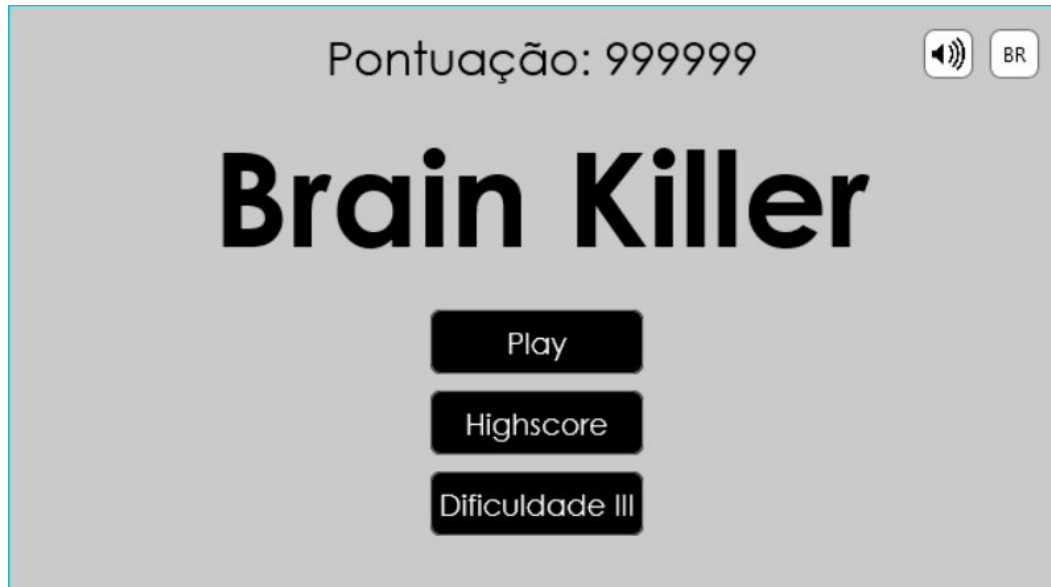 Pontuação: 999999
BR
Brain Killer
Play
Highscore
Dificuldade III